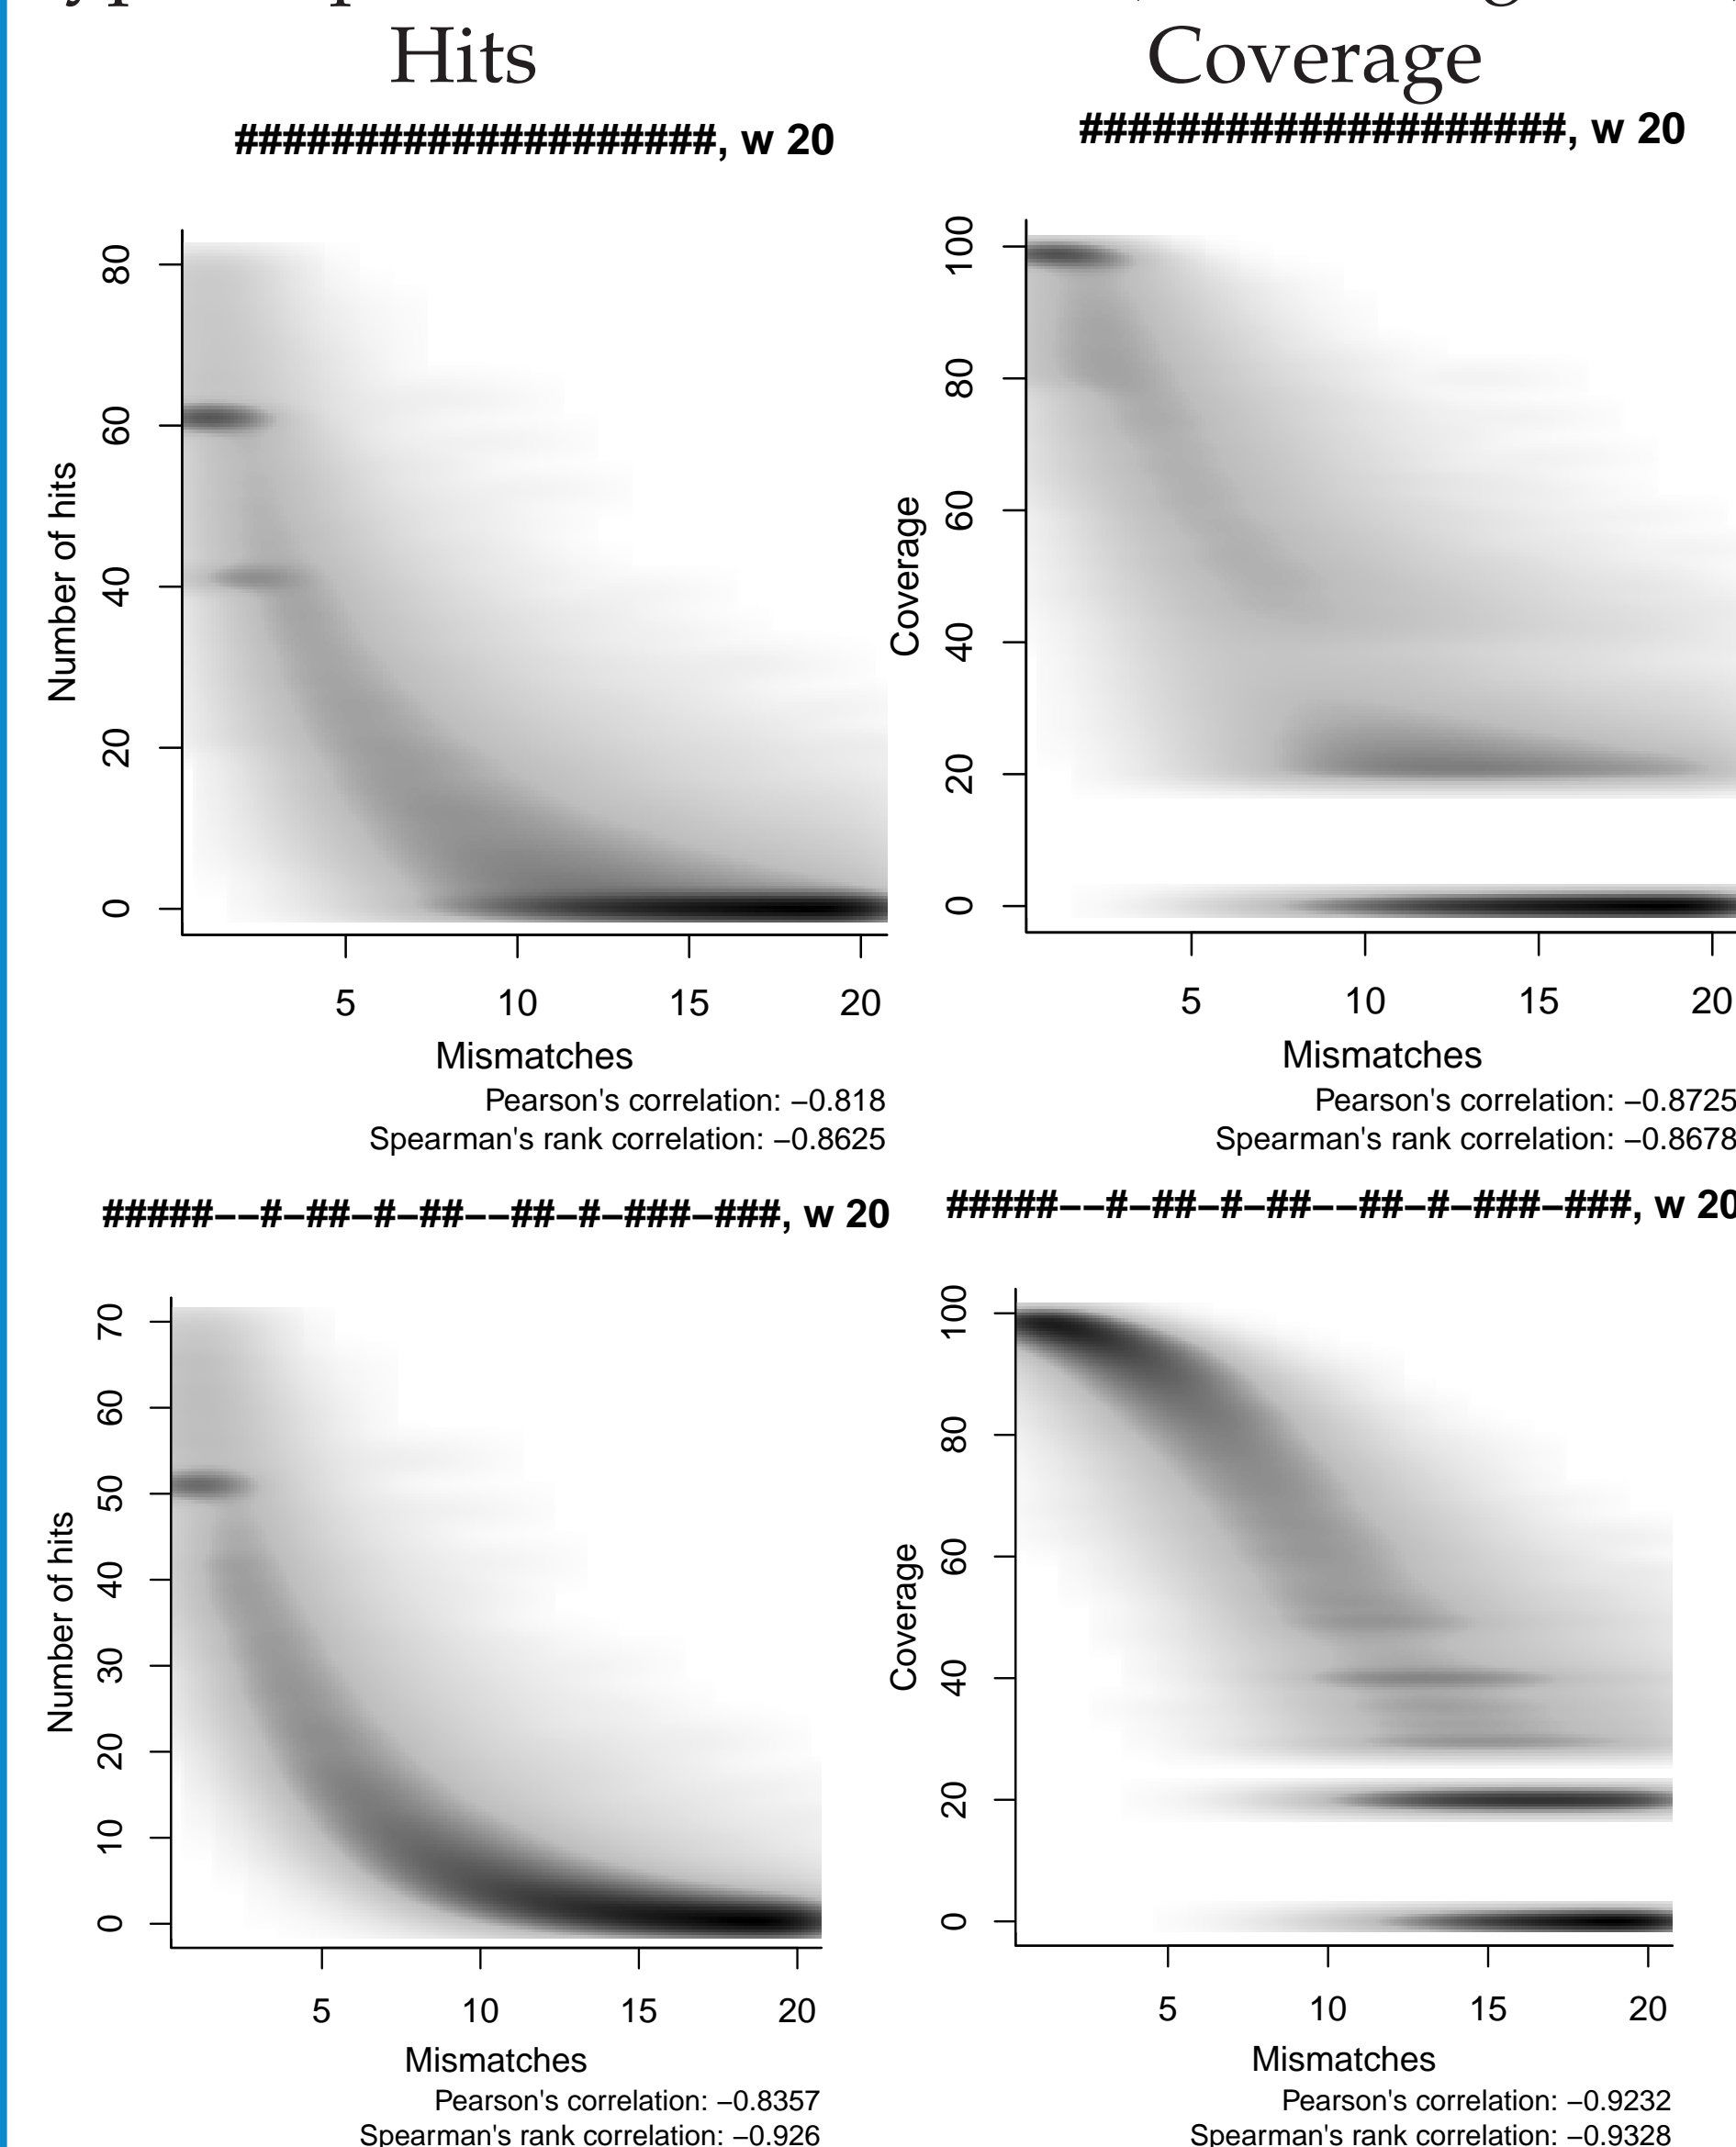 Hits
Coverage
####################, w 20
####################, w 20
Number of hits
80
60
40
20
0
5 10 15 20
Mismatches
Pearson's correlation: −0.818
Spearman's rank correlation: −0.8625
Coverage
100
80
60
40
20
0
5 10 15 20
Mismatches
Pearson's correlation: −0.8725
Spearman's rank correlation: −0.8678
#####−−#−##−#−##−−##−#−###−###, w 20
#####−−#−##−#−##−−##−#−###−###, w 20
Number of hits
70
60
50
40
30
20
10
0
5 10 15 20
Mismatches
Pearson's correlation: −0.8357
Spearman's rank correlation: −0.926
Coverage
100
80
60
40
20
0
5 10 15 20
Mismatches
Pearson's correlation: −0.9232
Spearman's rank correlation: −0.9328